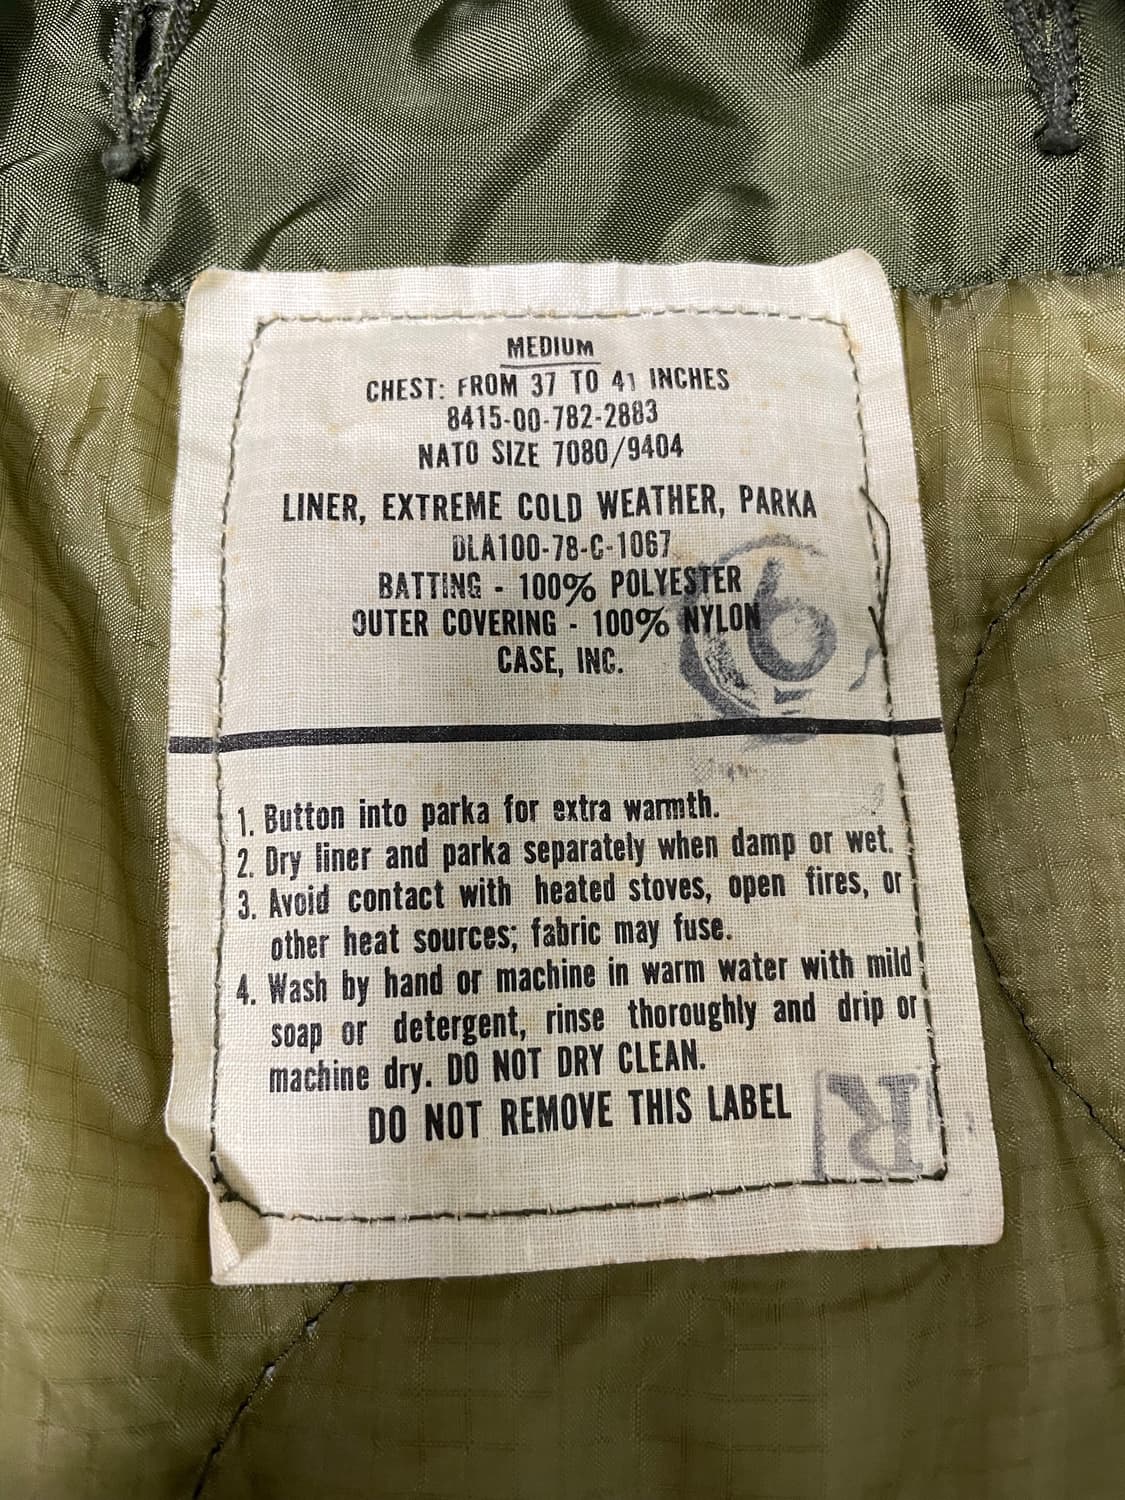 MEDIUM
CHEST: FROM 37 TO 41 INCHES
8415-00-782-2883
NATO SIZE 7080/9404
LINER, EXTREME COLD WEATHER, PARKA
DLA100-78-C-1067
BATTING - 100% POLYESTER
OUTER COVERING - 100% NYLON
CASE, INC.
6
1. Button into parka for extra warmth.
2. Dry liner and parka separately when damp or wet.
3. Avoid contact with heated stoves, open fires, or
other heat sources; fabric may fuse.
4. Wash by hand or machine in warm water with mild
soap or detergent, rinse thoroughly and drip or
machine dry. DO NOT DRY CLEAN.
DO NOT REMOVE THIS LABEL
R